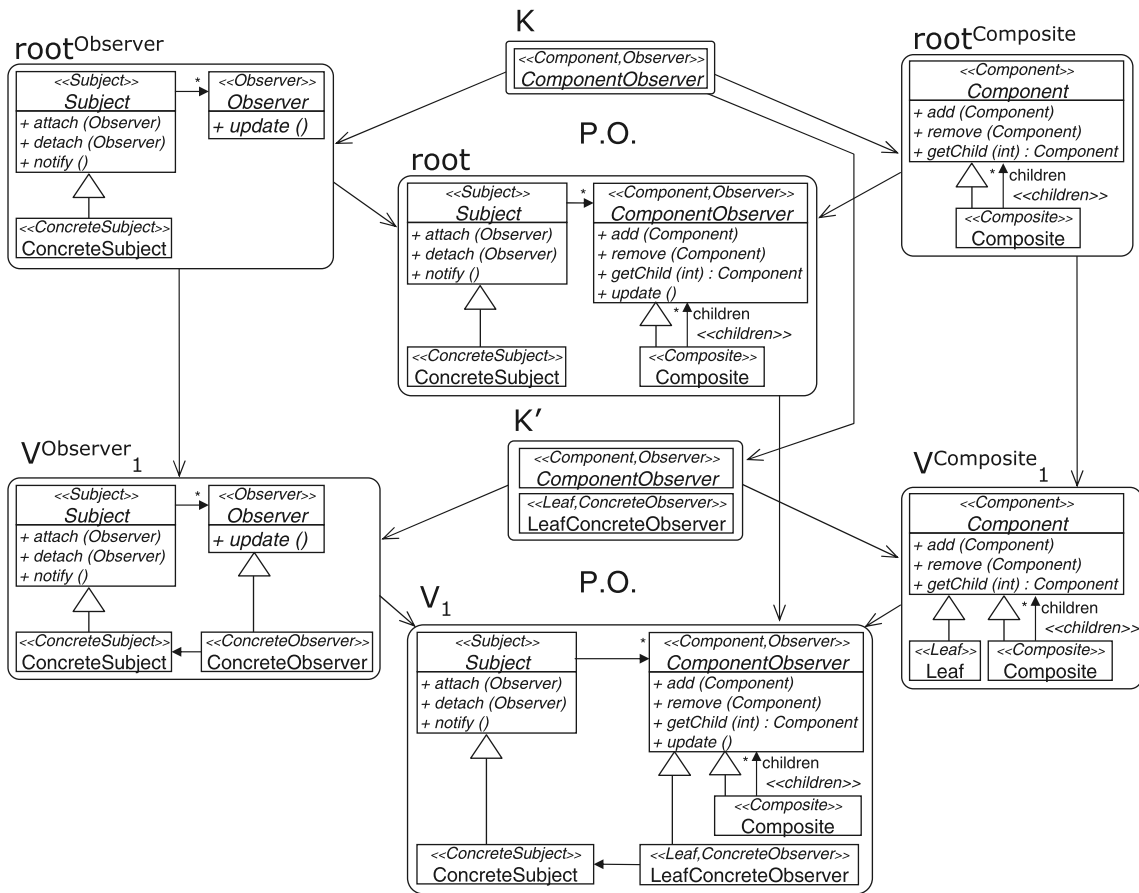 root^Observer
<<Subject>>
Subject
+ attach (Observer)
+ detach (Observer)
+ notify ()
*
<<Observer>>
Observer
+ update ()
<<ConcreteSubject>>
ConcreteSubject
K
<<Component,Observer>>
ComponentObserver
P.O.
root^Composite
<<Component>>
Component
+ add (Component)
+ remove (Component)
+ getChild (int) : Component
* children
<<children>>
<<Composite>>
Composite
root
<<Subject>>
Subject
+ attach (Observer)
+ detach (Observer)
+ notify ()
*
<<Component,Observer>>
ComponentObserver
+ add (Component)
+ remove (Component)
+ getChild (int) : Component
+ update ()
* children
<<children>>
<<ConcreteSubject>>
ConcreteSubject
<<Composite>>
Composite
K'
<<Component,Observer>>
ComponentObserver
<<Leaf,ConcreteObserver>>
LeafConcreteObserver
P.O.
V^Observer_1
<<Subject>>
Subject
+ attach (Observer)
+ detach (Observer)
+ notify ()
*
<<Observer>>
Observer
+ update ()
<<ConcreteSubject>>
ConcreteSubject
<<ConcreteObserver>>
ConcreteObserver
V^Composite_1
<<Component>>
Component
+ add (Component)
+ remove (Component)
+ getChild (int) : Component
* children
<<children>>
<<Leaf>>
Leaf
<<Composite>>
Composite
V_1
<<Subject>>
Subject
+ attach (Observer)
+ detach (Observer)
+ notify ()
*
<<Component,Observer>>
ComponentObserver
+ add (Component)
+ remove (Component)
+ getChild (int) : Component
+ update ()
* children
<<children>>
<<Composite>>
Composite
<<ConcreteSubject>>
ConcreteSubject
<<Leaf,ConcreteObserver>>
LeafConcreteObserver